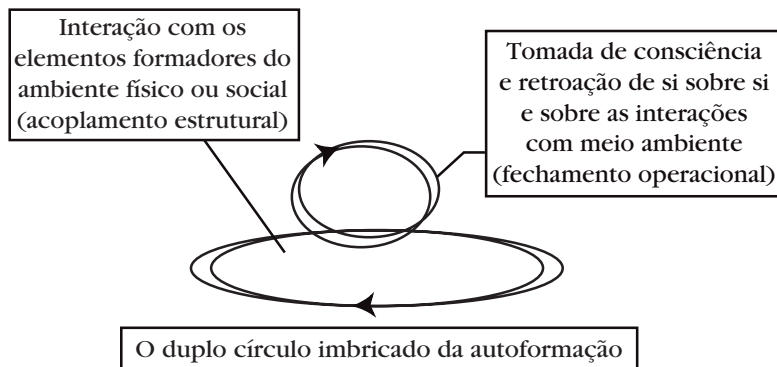 Interação com os
elementos formadores do
ambiente físico ou social
(acoplamento estrutural)
Tomada de consciência
e retroação de si sobre si
e sobre as interações
com meio ambiente
(fechamento operacional)
O duplo círculo imbricado da autoformação